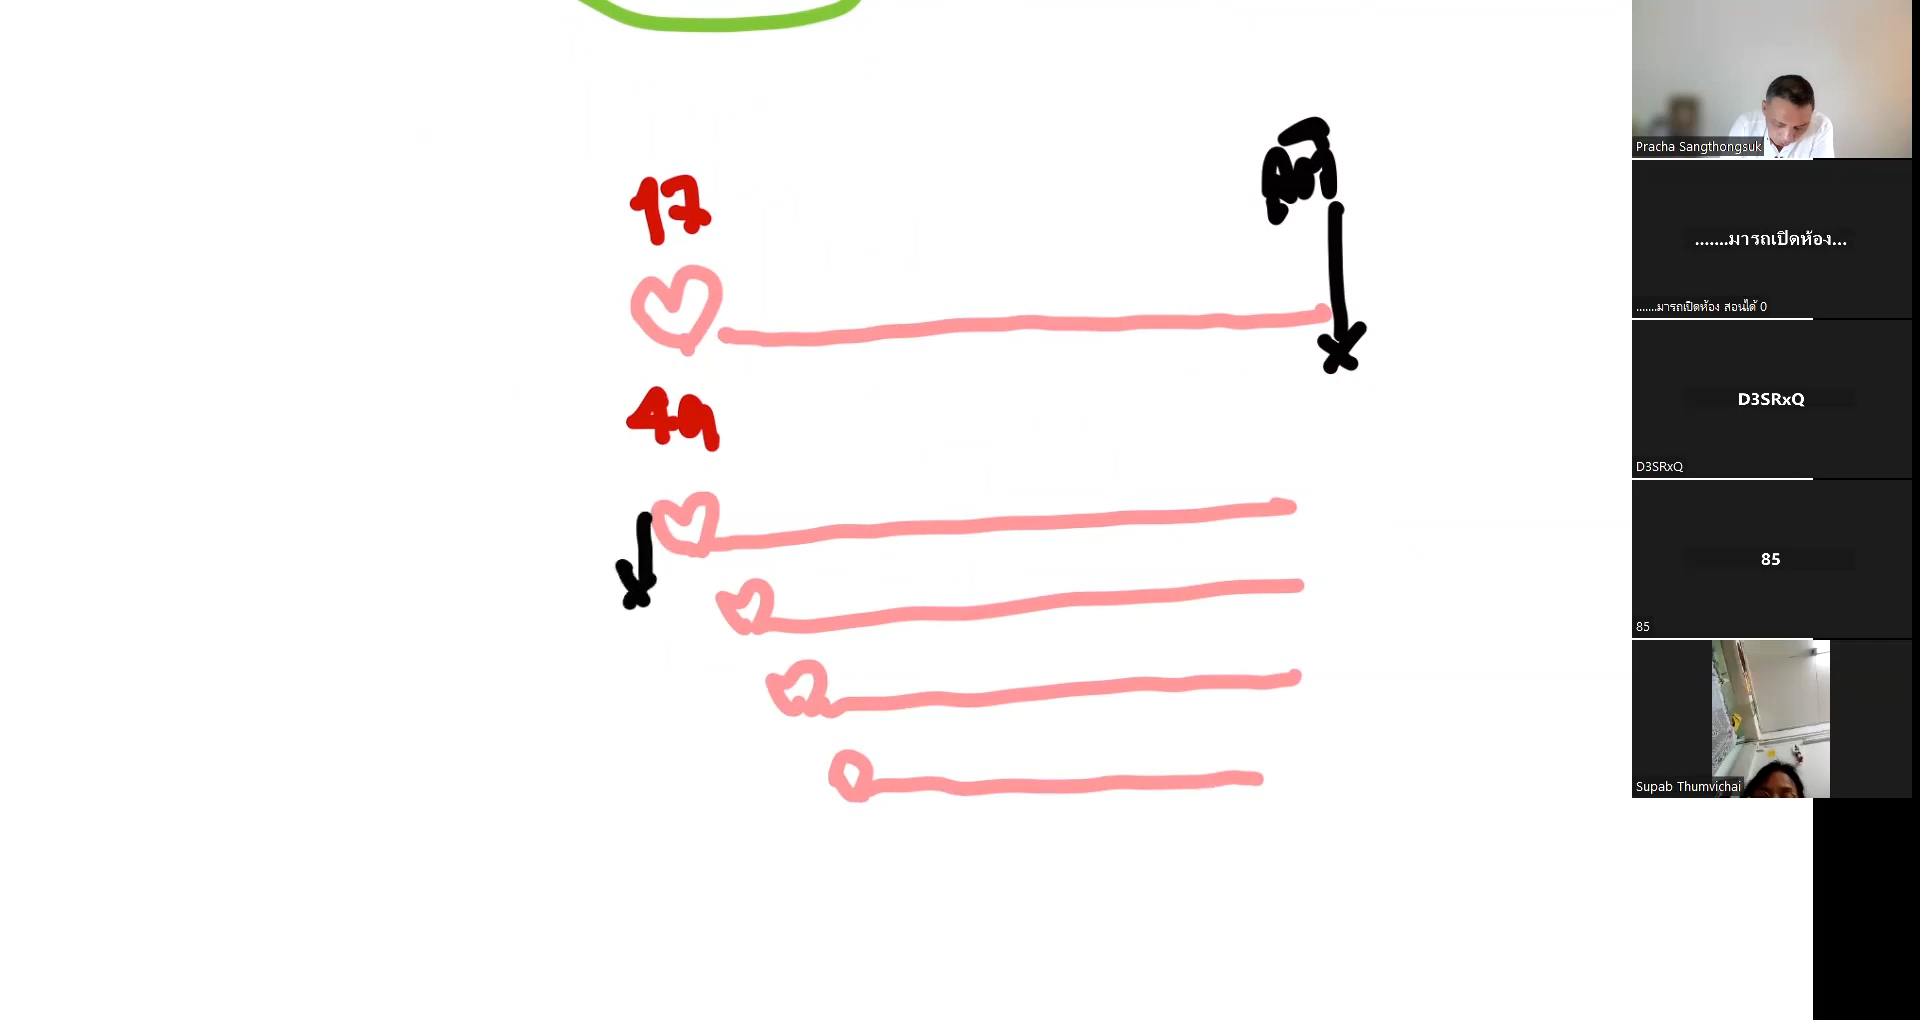 17
49
Pracha Sangthongsuk
.......มารถเปิดห้อง...
.......มารถเปิดห้อง สอนได้ 0
D3SRxQ
D3SRxQ
85
85
Supab Thumvichai